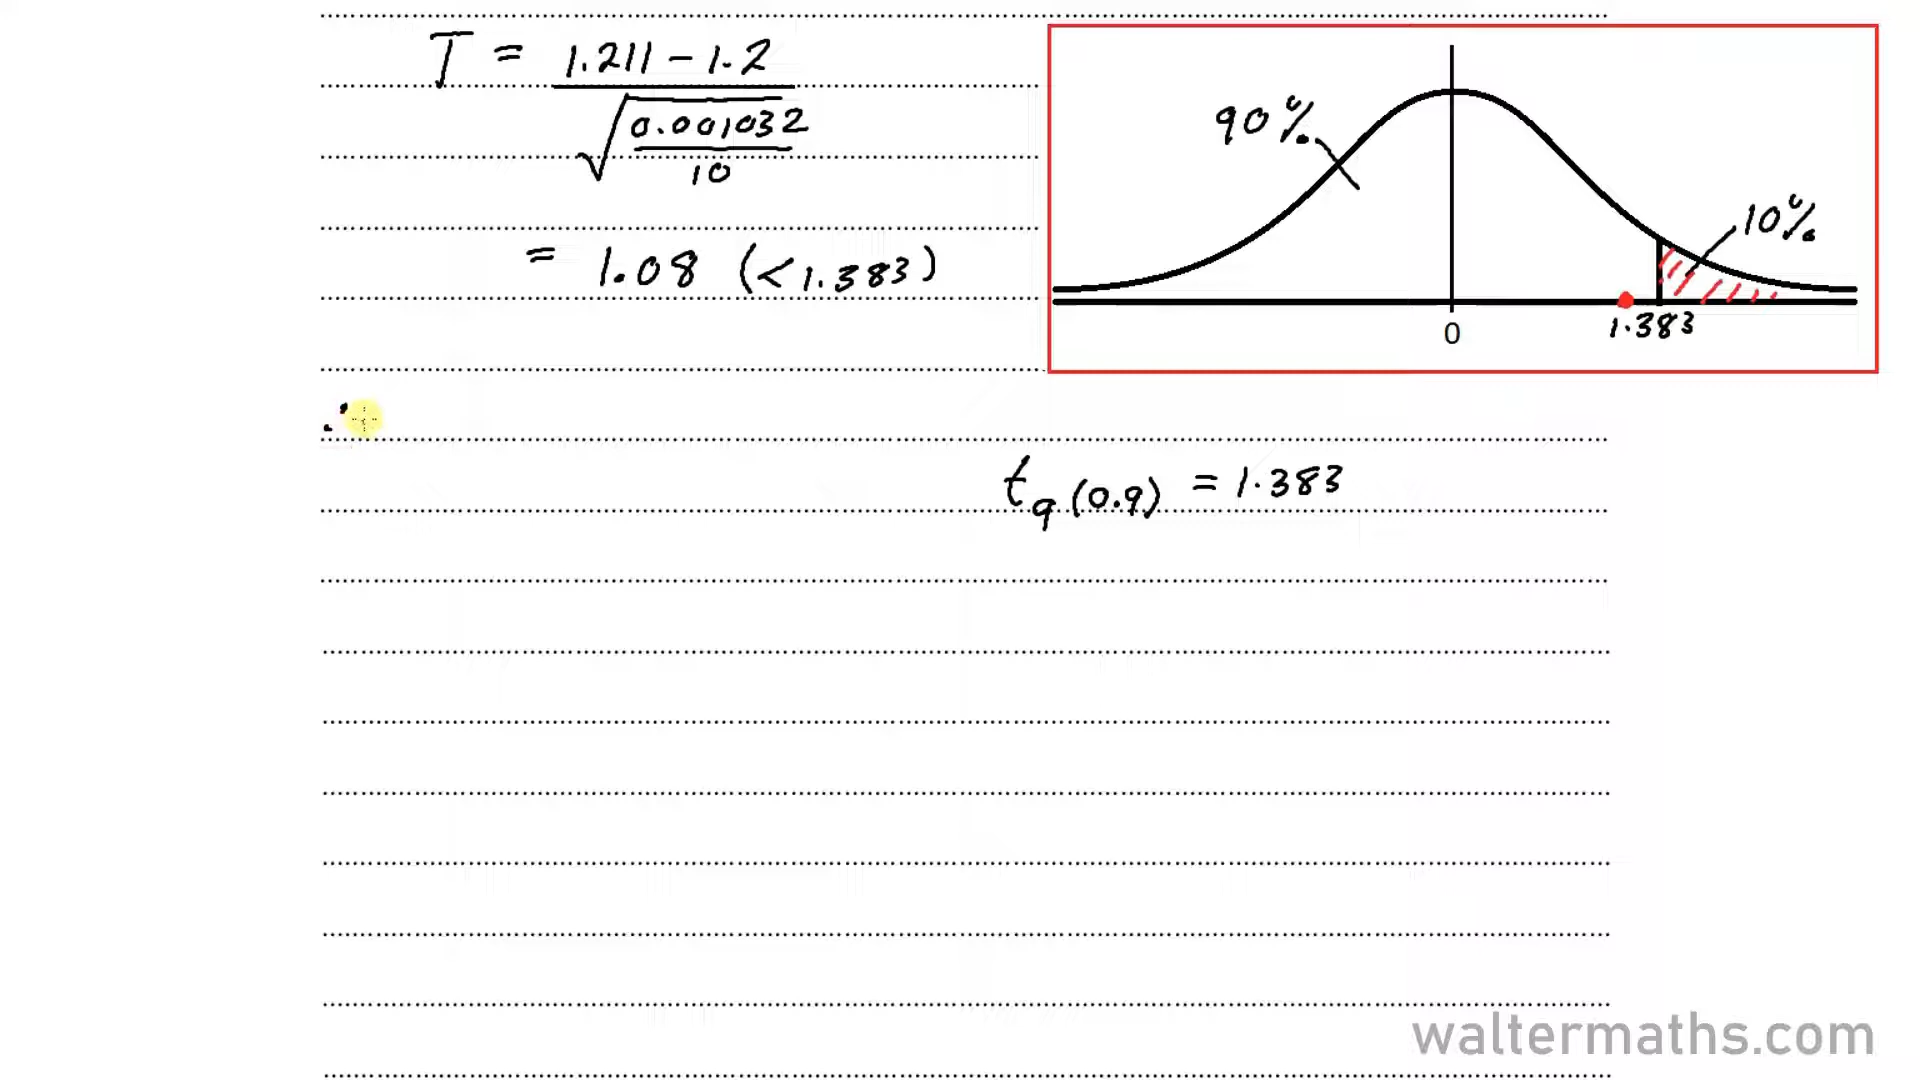 T = 1.211 - 1.2
√ 0.001032
10
= 1.08 (< 1.383)
90%
10%
0
1.383
t₉(0.9) = 1.383
waltermaths.com